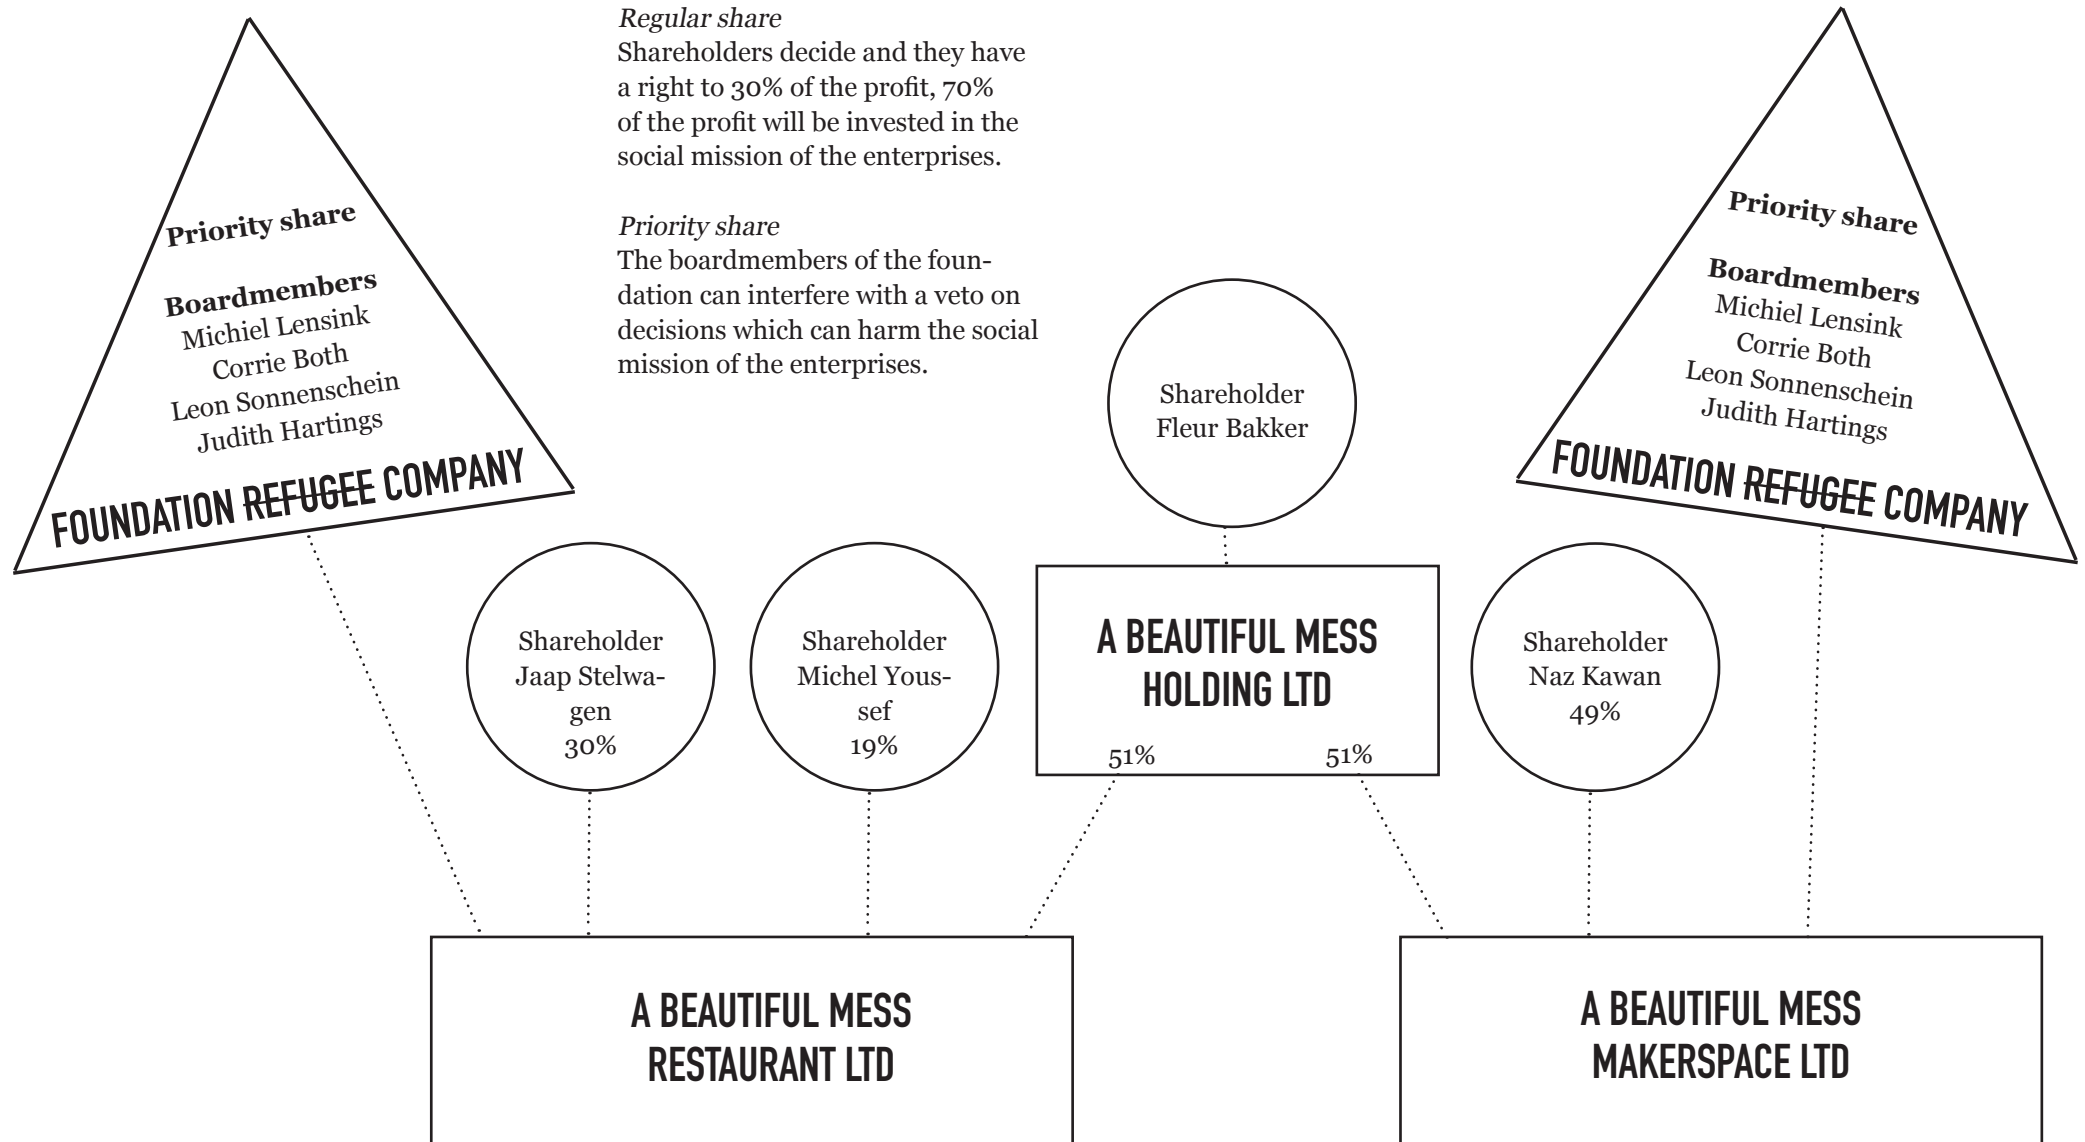 Regular share
Shareholders decide and they have
a right to 30% of the profit, 70%
of the profit will be invested in the
social mission of the enterprises.
Priority share
The boardmembers of the foun-
dation can interfere with a veto on
decisions which can harm the social
mission of the enterprises.
Priority share
Boardmembers
Michiel Lensink
Corrie Both
Leon Sonnenschein
Judith Hartings
FOUNDATION REFUGEE COMPANY
Shareholder
Fleur Bakker
Priority share
Boardmembers
Michiel Lensink
Corrie Both
Leon Sonnenschein
Judith Hartings
FOUNDATION REFUGEE COMPANY
Shareholder
Jaap Stelwa-
gen
30%
Shareholder
Michel Yous-
sef
19%
A BEAUTIFUL MESS
HOLDING LTD
51%
51%
Shareholder
Naz Kawan
49%
A BEAUTIFUL MESS
RESTAURANT LTD
A BEAUTIFUL MESS
MAKERSPACE LTD